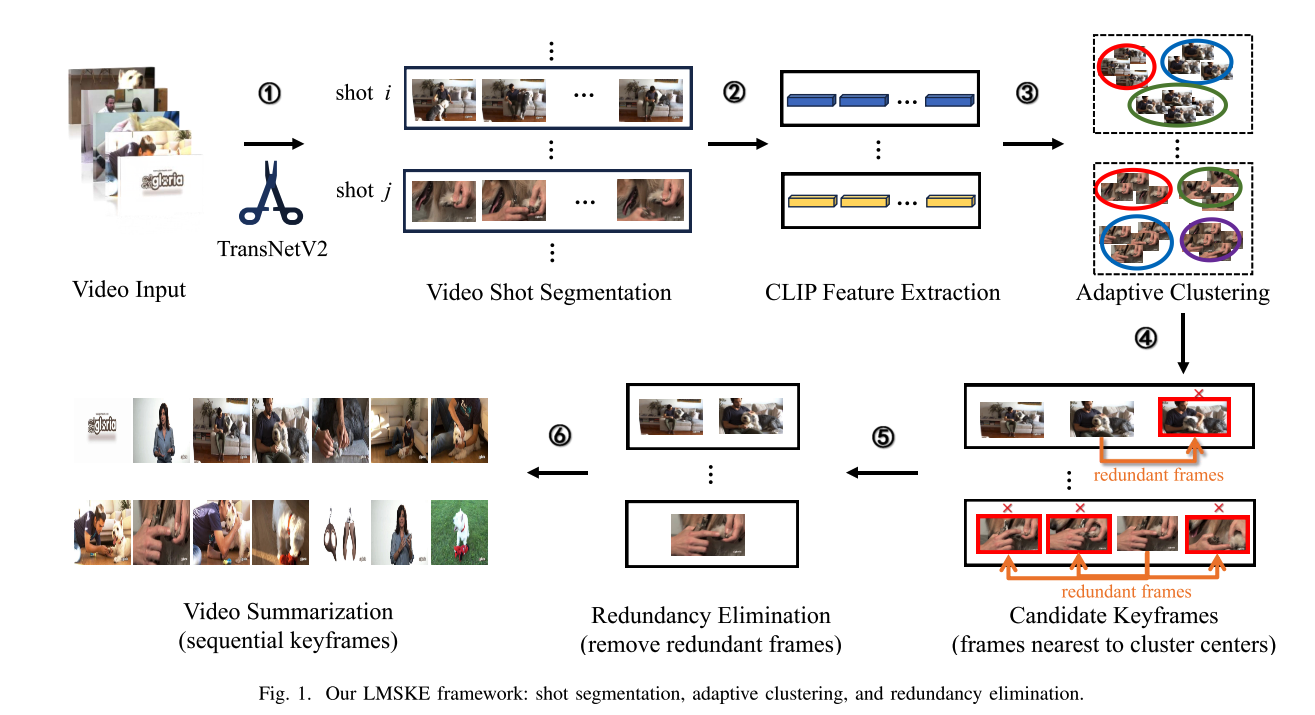 ①
②
③
shot i
shot j
TransNetV2
Video Input
Video Shot Segmentation
CLIP Feature Extraction
Adaptive Clustering
④
⑤
⑥
gloria
redundant frames
redundant frames
Video Summarization
(sequential keyframes)
Redundancy Elimination
(remove redundant frames)
Candidate Keyframes
(frames nearest to cluster centers)
Fig. 1. Our LMSKE framework: shot segmentation, adaptive clustering, and redundancy elimination.